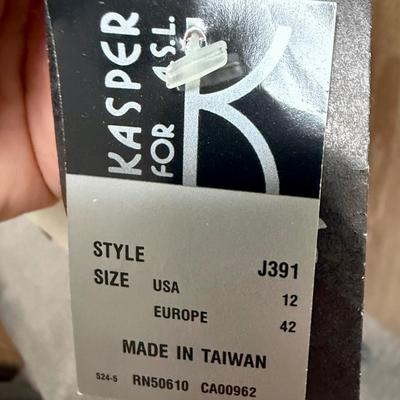 KASPER
FOR A.S.L.
K
STYLE J391
SIZE USA 12
EUROPE 42
MADE IN TAIWAN
S24-5 RN50610 CA00962